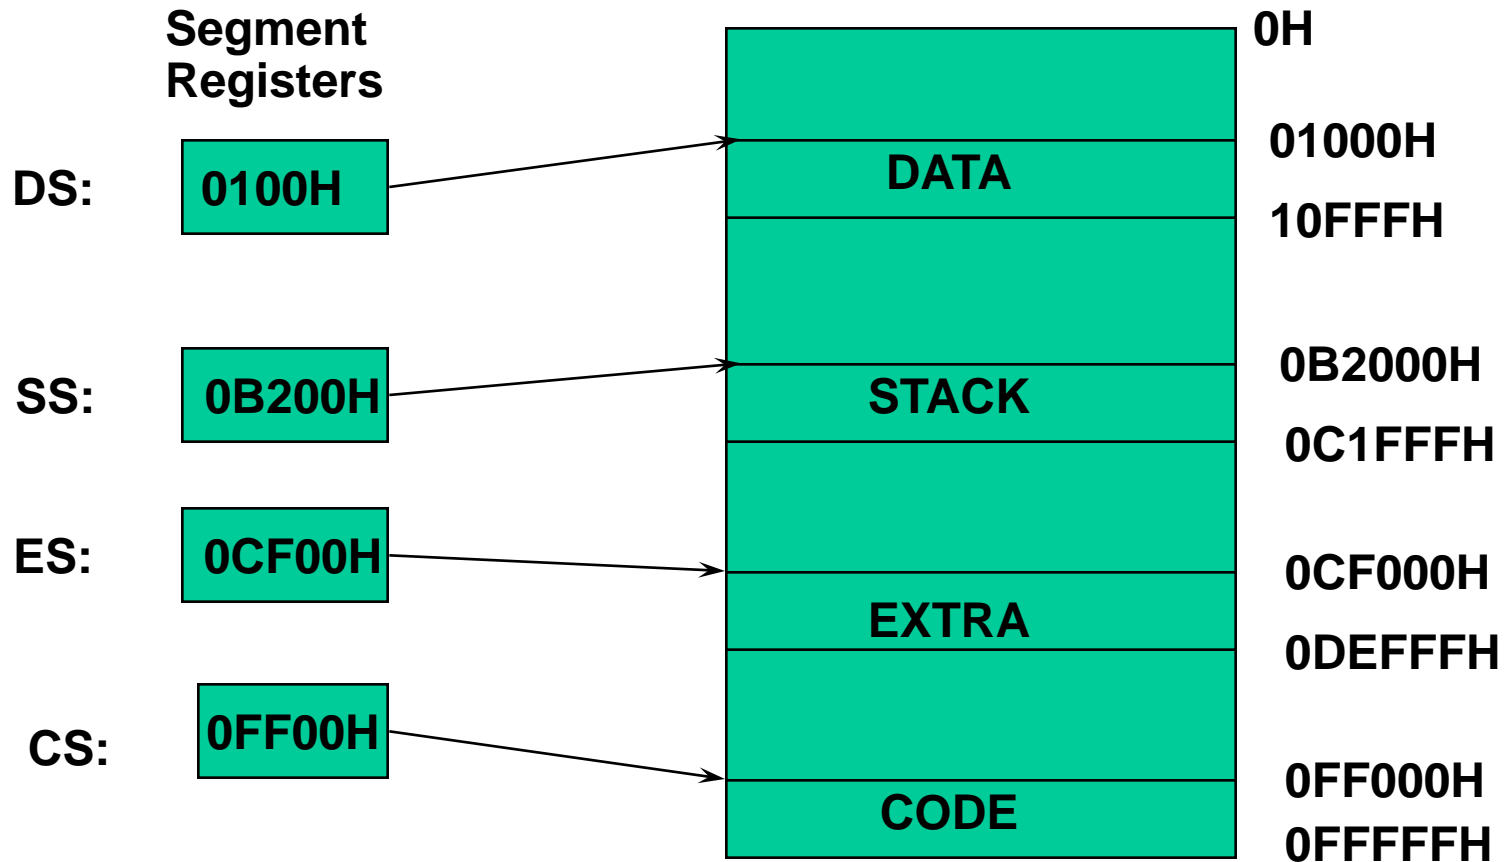 Segment
Registers
0H
01000H
DS:
0100H
DATA
10FFFH
0B2000H
SS:
0B200H
STACK
0C1FFFH
ES:
0CF00H
0CF000H
EXTRA
0DEFFFH
CS:
0FF00H
0FF000H
CODE
0FFFFFH